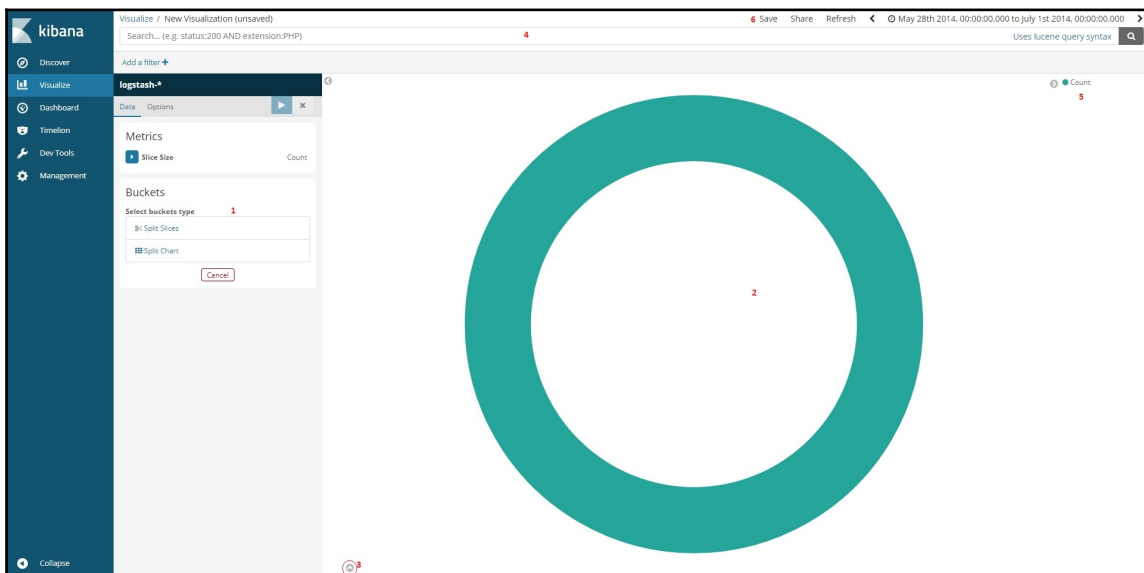 kibana
Discover
Visualize
Dashboard
Timelion
Dev Tools
Management
Collapse
Visualize / New Visualization (unsaved)
6 Save Share Refresh May 28th 2014, 00:00:00.000 to July 1st 2014, 00:00:00.000
Search... (e.g. status:200 AND extension:PHP) 4 Uses lucene query syntax
Add a filter +
logstash-*
Data Options
Metrics
Slice Size Count
Buckets
Select buckets type 1
Split Slices
Split Chart
Cancel
2
3
Count
5